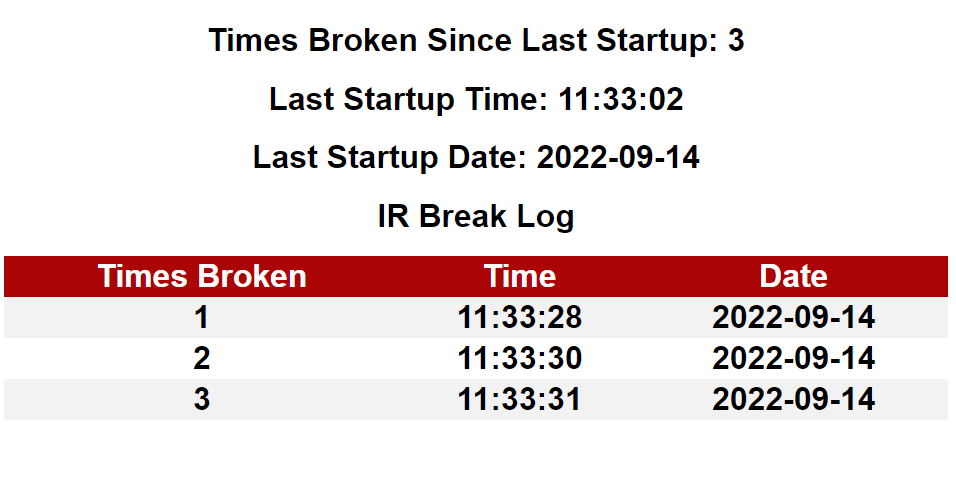 Times Broken Since Last Startup: 3
Last Startup Time: 11:33:02
Last Startup Date: 2022-09-14
IR Break Log
Times Broken Time Date
1 11:33:28 2022-09-14
2 11:33:30 2022-09-14
3 11:33:31 2022-09-14